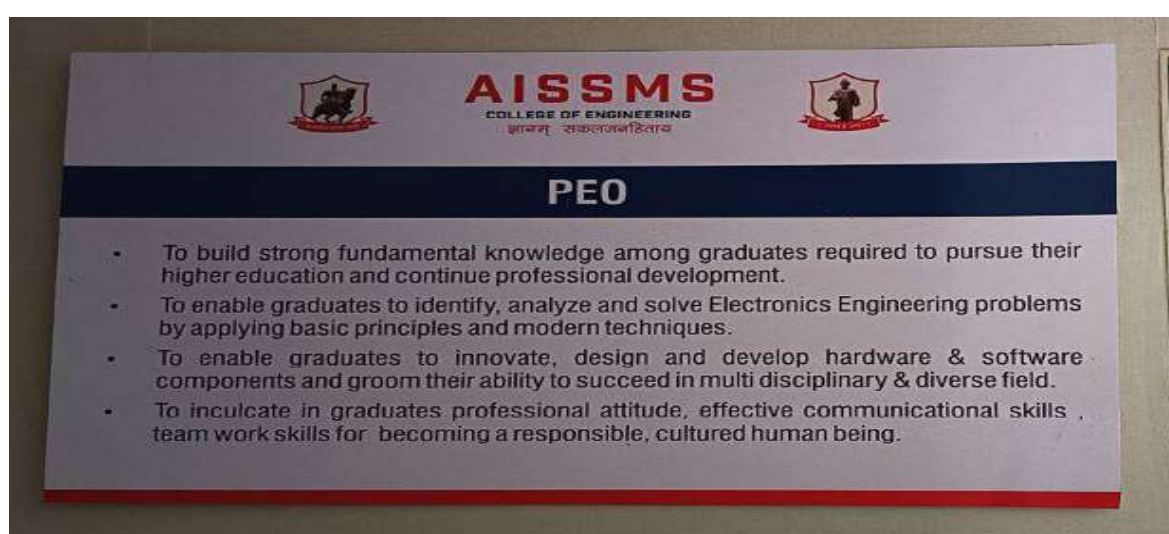 AISSMS
COLLEGE OF ENGINEERING
ज्ञानम् सकलजनहिताय
PEO
• To build strong fundamental knowledge among graduates required to pursue their
higher education and continue professional development.
• To enable graduates to identify, analyze and solve Electronics Engineering problems
by applying basic principles and modern techniques.
• To enable graduates to innovate, design and develop hardware & software
components and groom their ability to succeed in multi disciplinary & diverse field.
• To inculcate in graduates professional attitude, effective communicational skills ,
team work skills for becoming a responsible, cultured human being.